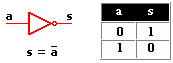 a s
s = a̅
a s
0 1
1 0